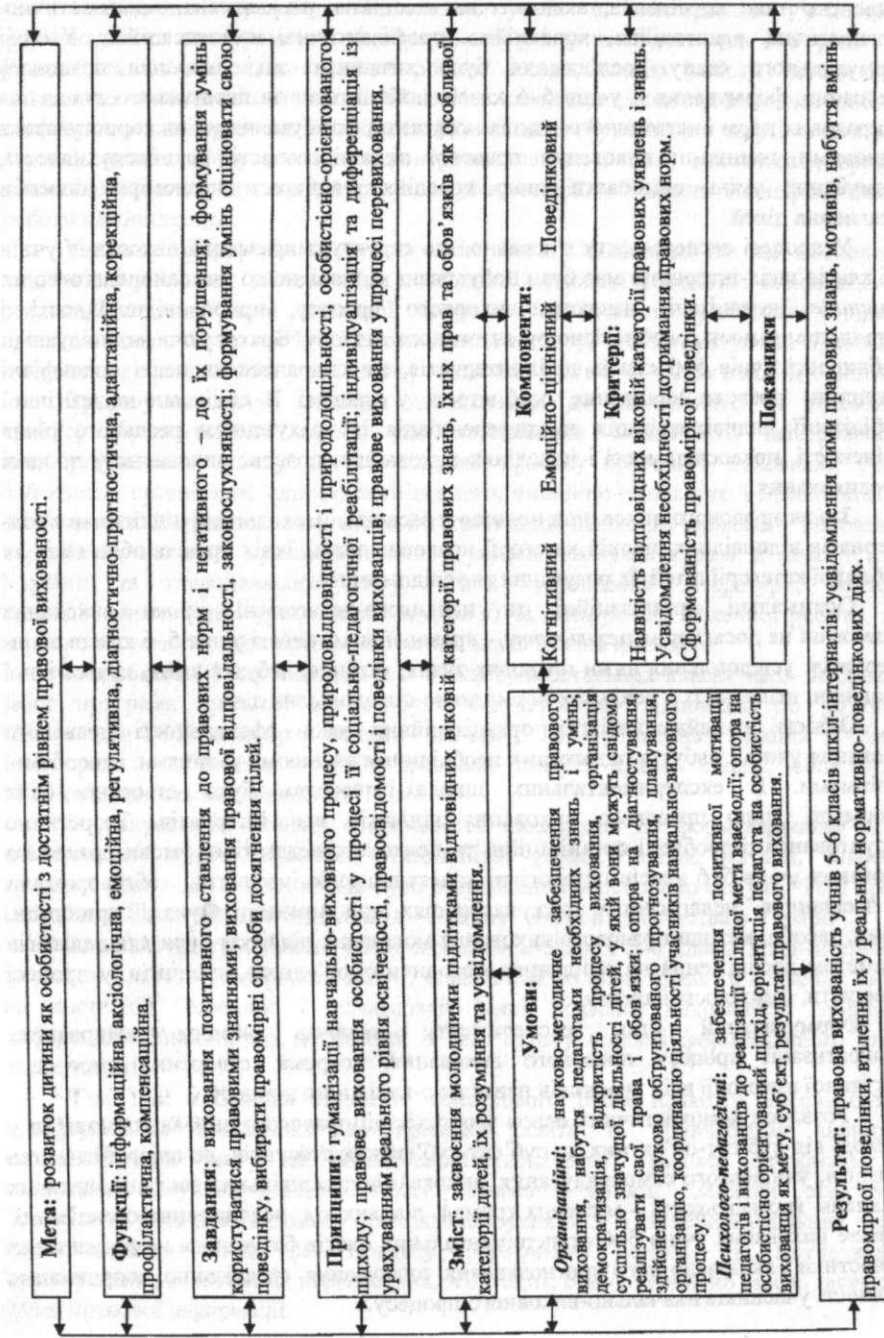 Мета: розвиток дитини як особистості з достатнім рівнем правової вихованості.
Функції: інформаційна, аксіологічна, емоційна, регулятивна, діяльнісно-прогностична, адаптаційна, корекційна,
профілактична, компенсаційна.
Завдання: виховання позитивного ставлення до правових норм і негативного – до їх порушення; формування умінь
користуватись правовими знаннями; виховання правової відповідальності, законослухняності; формування умінь оцінювати свою
поведінку, вибирати правомірні способи досягнення цілей.
Принципи: гуманізації навчально-виховного процесу, природовідповідності і природодоцільності, особистісно-орієнтованого
підходу; правове виховання особистості у процесі її соціально-педагогічної реабілітації; індивідуалізації та диференціації із
урахуванням реального рівня освіченості, працездатності, правової вихованості; правове виховання у процесі перевиховання.
Зміст: засвоєння молодшими підлітками відповідних їх віковій категорії правових знань, їх прав та обов'язків як особливої
категорії дітей, їх розуміння та усвідомлення.
Умови:
Організаційні: навчально-методичне забезпечення правового
виховання, набуття педагогами необхідних знань і умінь;
демократизація, відкритість процесу виховання, організація
суспільно значущої діяльності дітей, у якій вони можуть свідомо
реалізувати свої права і обов'язки; опора на діагностування,
здійснення аналізу, обґрунтованого прогнозування, планування,
організацію, координацію, контроль діяльності учасників виховного
процесу.
Психолого-педагогічні: забезпечення позитивної мотивації
педагогів та вихованців, реалізації спільної мети взаємодії; опора на
особистісно орієнтований підхід, орієнтація педагога на особистість
вихованця як мету, суб'єкт, результат правового виховання.
Компоненти:
Когнітивний Емоційно-ціннісний Поведінковий
Критерії:
Наявність відповідних віковій категорії правових уявлень і знань.
Усвідомлення необхідності дотримання правових норм.
Сформованість правомірної поведінки.
Показники
Результат: правова вихованість учнів 5-6 класів шкіл-інтернатів, усвідомлення ними правових знань, мотивів, набуття вмінь
правомірної поведінки, втілення їх у реальних нормативно-поведінкових діях.